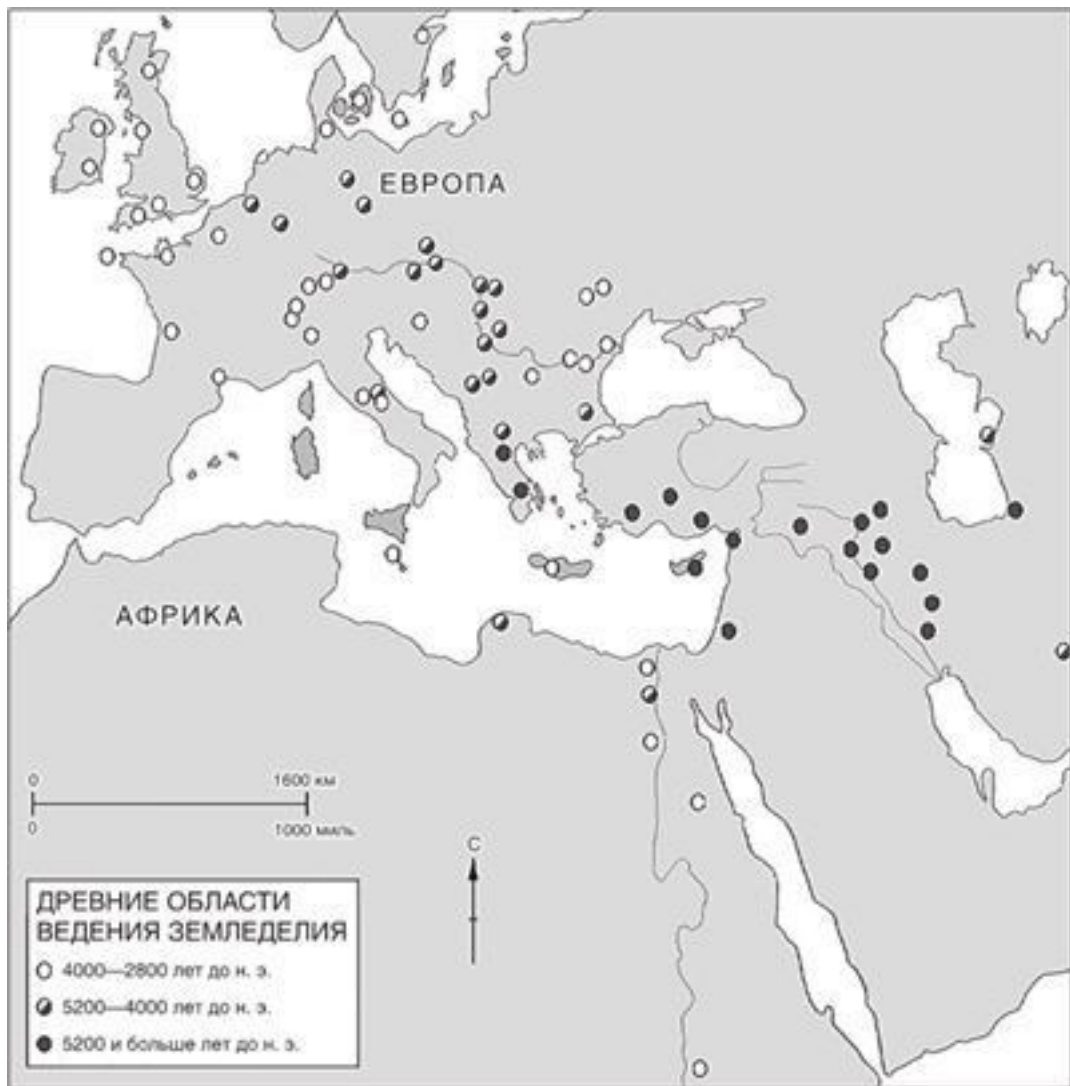 ЕВРОПА
АФРИКА
0 1600 км
0 1000 миль
С
ДРЕВНИЕ ОБЛАСТИ
ВЕДЕНИЯ ЗЕМЛЕДЕЛИЯ
4000—2800 лет до н. э.
5200—4000 лет до н. э.
5200 и больше лет до н. э.